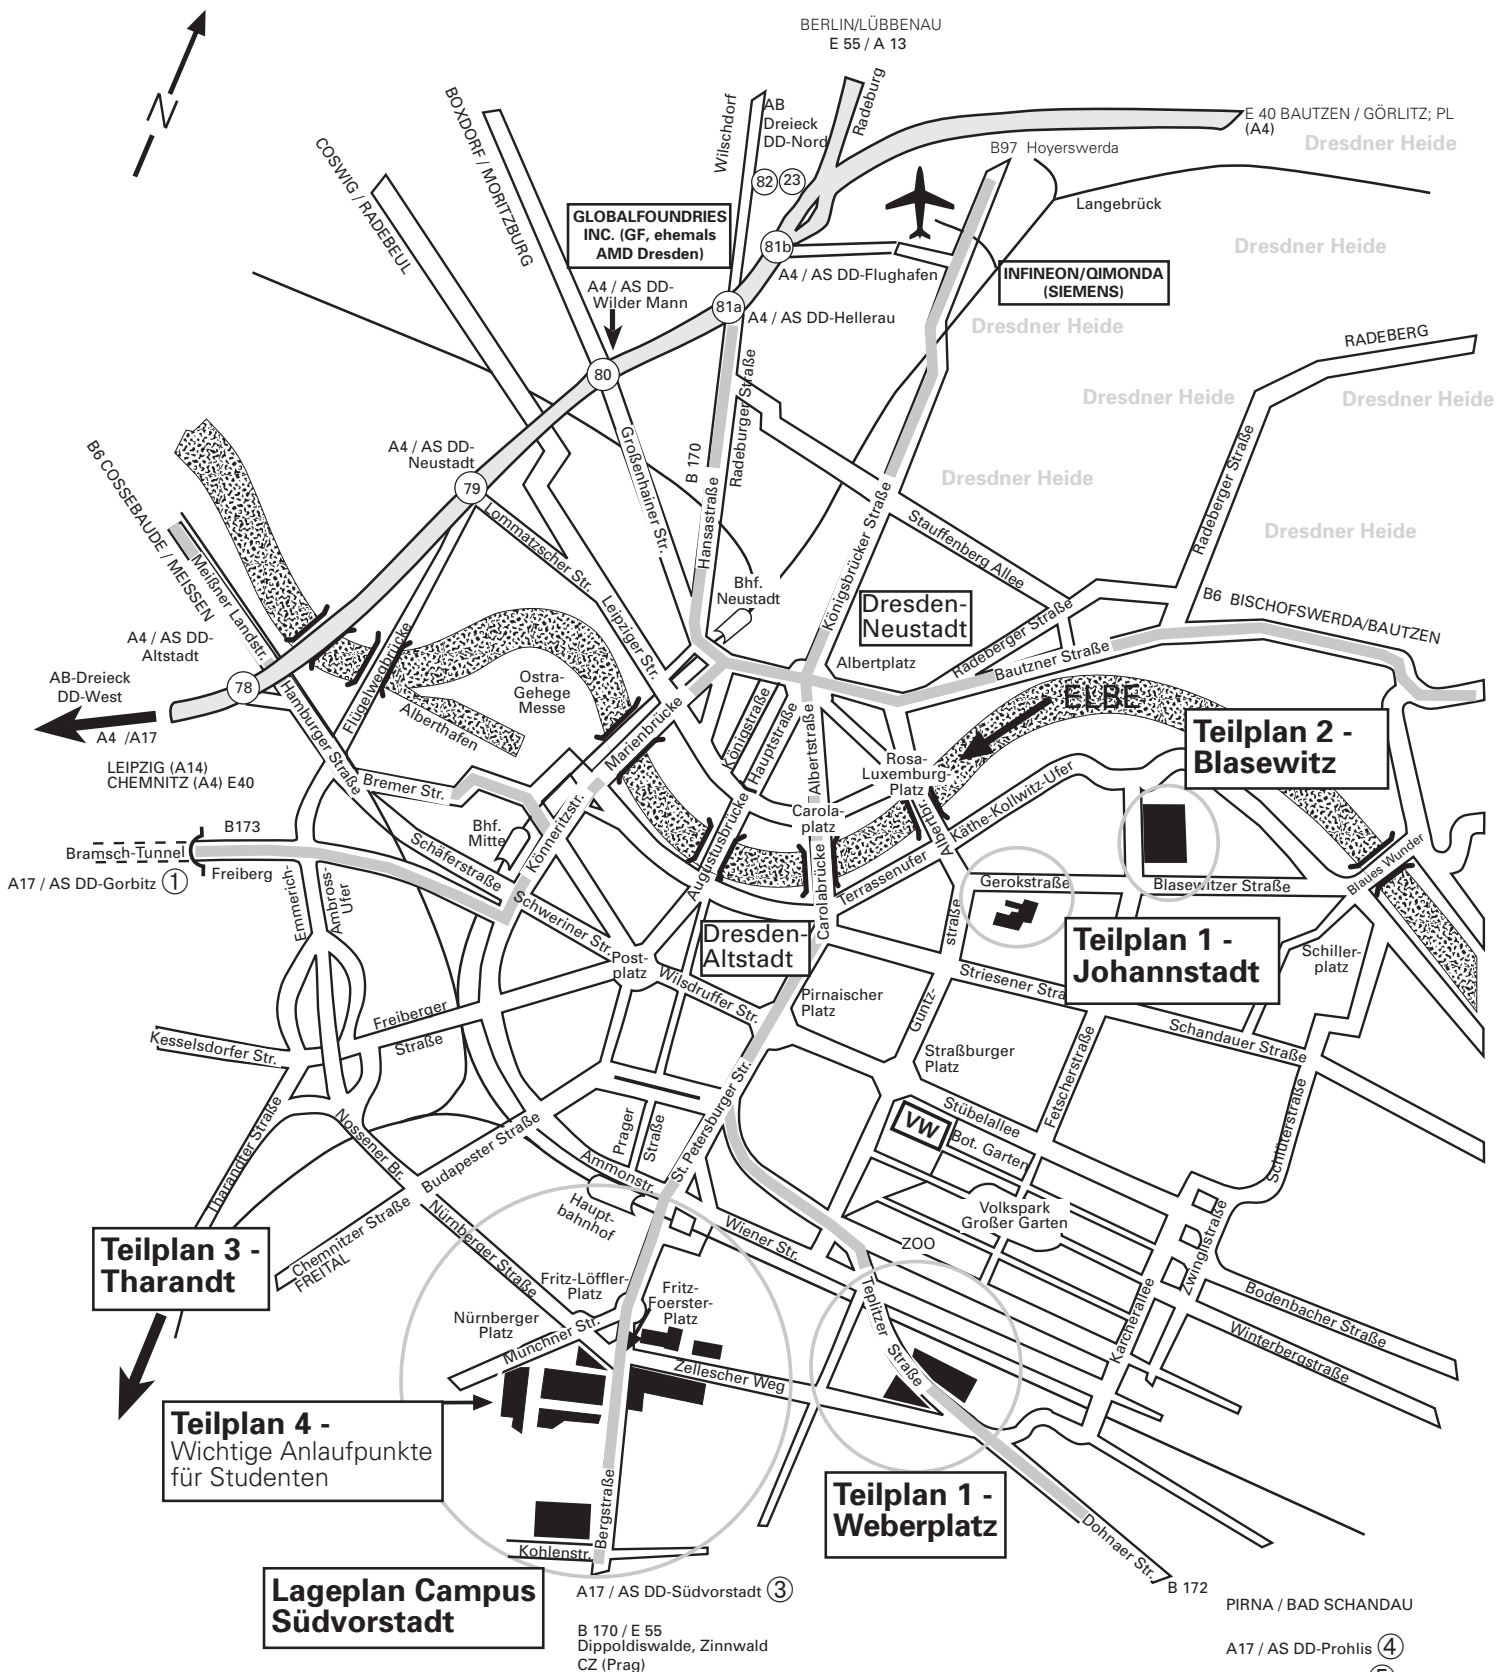 BERLIN/LÜBBENAU
E 55 / A 13
N
Radeburg
Wilschdorf
AB
Dreieck
DD-Nord
82
23
E 40 BAUTZEN / GÖRLITZ; PL
(A4)
Dresdner Heide
B97 Hoyerswerda
Langebrück
Dresdner Heide
BOXDORF / MORITZBURG
COSWIG / RADEBEUL
GLOBALFOUNDRIES
INC. (GF, ehemals
AMD Dresden)
81b
A4 / AS DD-Flughafen
INFINEON/QIMONDA
(SIEMENS)
A4 / AS DD-
Wilder Mann
81a
A4 / AS DD-Hellerau
Dresdner Heide
RADEBERG
80
Dresdner Heide
Dresdner Heide
Radeburger Straße
B 170
Hansastraße
Großenhainer Str.
A4 / AS DD-
Neustadt
79
Lommatzscher Str.
Dresdner Heide
Dresdner Heide
Radeberger Straße
Stauffenberg Allee
Königsbrücker Straße
B6 COSSEBAUDE / MEISSEN
Meißner Landstr.
Bhf.
Neustadt
Dresden-
Neustadt
B6 BISCHOFSWERDA/BAUTZEN
Radeberger Straße
Bautzner Straße
Albertplatz
Leipziger Str.
A4 / AS DD-
Altstadt
78
AB-Dreieck
DD-West
A4 /A17
LEIPZIG (A14)
CHEMNITZ (A4) E40
Hamburger Straße
Flügelwegbrücke
Alberthafen
Ostra-
Gehege
Messe
Marienbrücke
Königstraße
Hauptstraße
Albertstraße
ELBE
Teilplan 2 -
Blasewitz
Rosa-
Luxemburg-
Platz
Carola-
platz
Albertbr.
Käthe-Kollwitz-Ufer
Bremer Str.
Bhf.
Mitte
Könneritzstr.
Augustusbrücke
Carolabrücke
Terrassenufer
B173
Bramsch-Tunnel
Freiberg
A17 / AS DD-Gorbitz 1
Emmerich-
Ambross-
Ufer
Schäferstraße
Schweriner Str.
Gerokstraße
Blasewitzer Straße
Blaues Wunder
Dresden-
Altstadt
Teilplan 1 -
Johannstadt
Schiller-
platz
Post-
platz
Wilsdruffer Str.
Pirnaischer
Platz
Striesener Stra
Güntz-
straße
Schandauer Straße
Kesselsdorfer Str.
Freiberger
Straße
Straßburger
Platz
Fetscherstraße
Stübelallee
VW
Bot. Garten
Schlüterstraße
Tharandter Straße
Nossener Br.
Budapester Straße
Prager
Straße
St. Petersburger Str.
Ammonstr.
Haupt-
bahnhof
Wiener Str.
Volkspark
Großer Garten
ZOO
Zwinglistraße
Karcherallee
Bodenbacher Straße
Winterbergstraße
Teilplan 3 -
Tharandt
Chemnitzer Straße
FREITAL
Nürnberger Straße
Fritz-Löffler-
Platz
Fritz-
Foerster-
Platz
Nürnberger
Platz
Münchner Str.
Zellescher Weg
Teplitzer Straße
Teilplan 4 -
Wichtige Anlaufpunkte
für Studenten
Teilplan 1 -
Weberplatz
Bergstraße
Kohlenstr.
Dohnaer Str.
B 172
Lageplan Campus
Südvorstadt
A17 / AS DD-Südvorstadt 3
B 170 / E 55
Dippoldiswalde, Zinnwald
CZ (Prag)
PIRNA / BAD SCHANDAU
A17 / AS DD-Prohlis 4